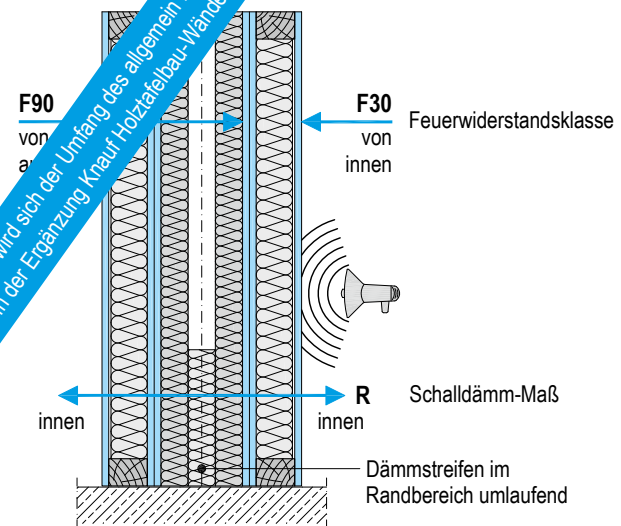 wird sich der Umfang des allgemein
in der Ergänzung Knauf Holztafelbau-Wände
F90
von
F30
von
innen
Feuerwiderstandsklasse
innen
R
innen
Schalldämm-Maß
Dämmstreifen im
Randbereich umlaufend